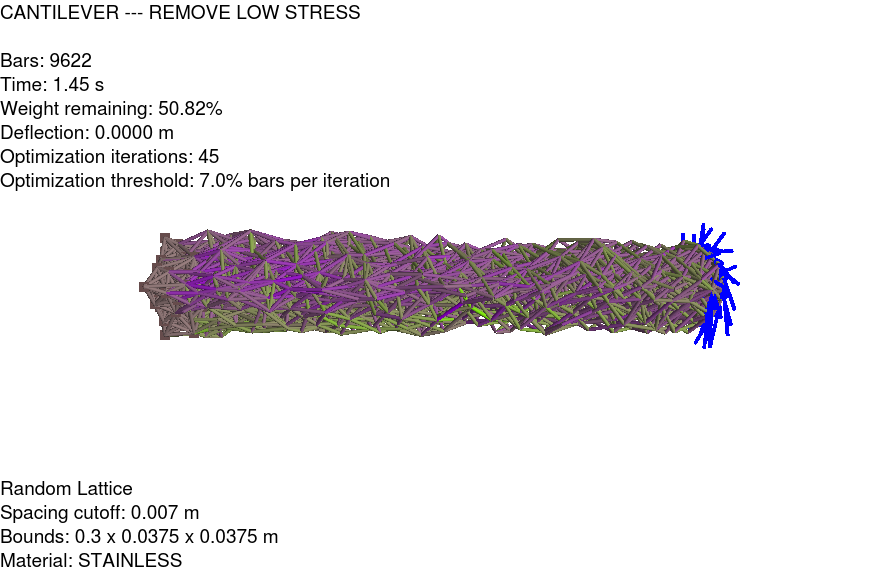 CANTILEVER --- REMOVE LOW STRESS
Bars: 9622
Time: 1.45 s
Weight remaining: 50.82%
Deflection: 0.0000 m
Optimization iterations: 45
Optimization threshold: 7.0% bars per iteration
Random Lattice
Spacing cutoff: 0.007 m
Bounds: 0.3 x 0.0375 x 0.0375 m
Material: STAINLESS